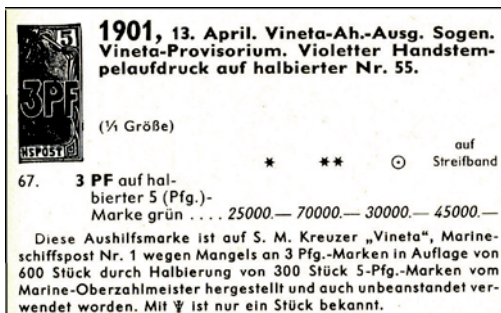 5
3PF
HSPOST
1901, 13. April. Vineta-Ah.-Ausg. Sogen.
Vineta-Provisorium. Violetter Handstem-
pelaufdruck auf halbierter Nr. 55.
(¹/₁ Größe)
* ** ⊙ auf
Streifband
67. 3 PF auf hal-
bierter 5 (Pfg.)-
Marke grün .... 25000.— 70000.— 30000.— 45000.—
Diese Aushilfsmarke ist auf S. M. Kreuzer „Vineta", Marine-
schiffspost Nr. 1 wegen Mangels an 3 Pfg.-Marken in Auflage von
600 Stück durch Halbierung von 300 Stück 5-Pfg.-Marken vom
Marine-Oberzahlmeister hergestellt und auch unbeanstandet ver-
wendet worden. Mit Ψ ist nur ein Stück bekannt.